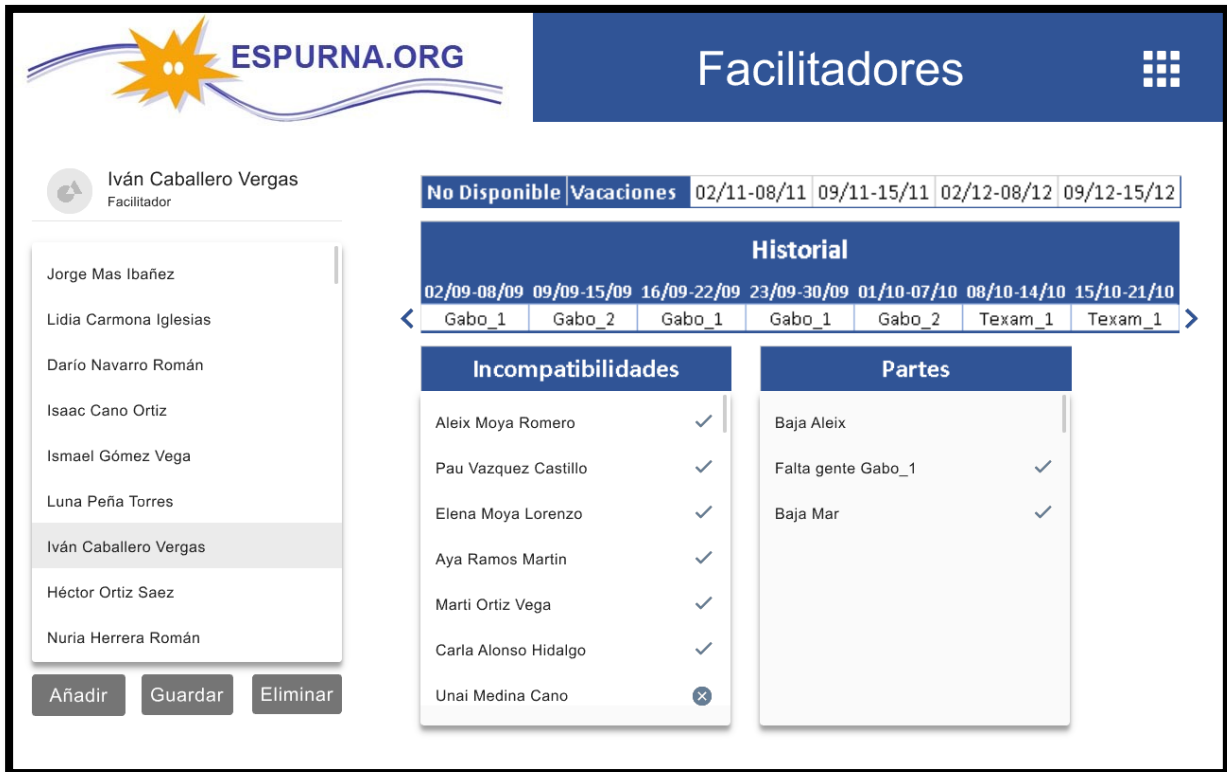 ESPURNA.ORG
Facilitadores
Iván Caballero Vergas
Facilitador
Jorge Mas Ibañez
Lidia Carmona Iglesias
Darío Navarro Román
Isaac Cano Ortiz
Ismael Gómez Vega
Luna Peña Torres
Iván Caballero Vergas
Héctor Ortiz Saez
Nuria Herrera Román
Añadir Guardar Eliminar
No Disponible Vacaciones 02/11-08/11 09/11-15/11 02/12-08/12 09/12-15/12
Historial
02/09-08/09 09/09-15/09 16/09-22/09 23/09-30/09 01/10-07/10 08/10-14/10 15/10-21/10
Gabo_1 Gabo_2 Gabo_1 Gabo_1 Gabo_2 Texam_1 Texam_1
Incompatibilidades
Aleix Moya Romero
Pau Vazquez Castillo
Elena Moya Lorenzo
Aya Ramos Martin
Marti Ortiz Vega
Carla Alonso Hidalgo
Unai Medina Cano
Partes
Baja Aleix
Falta gente Gabo_1
Baja Mar